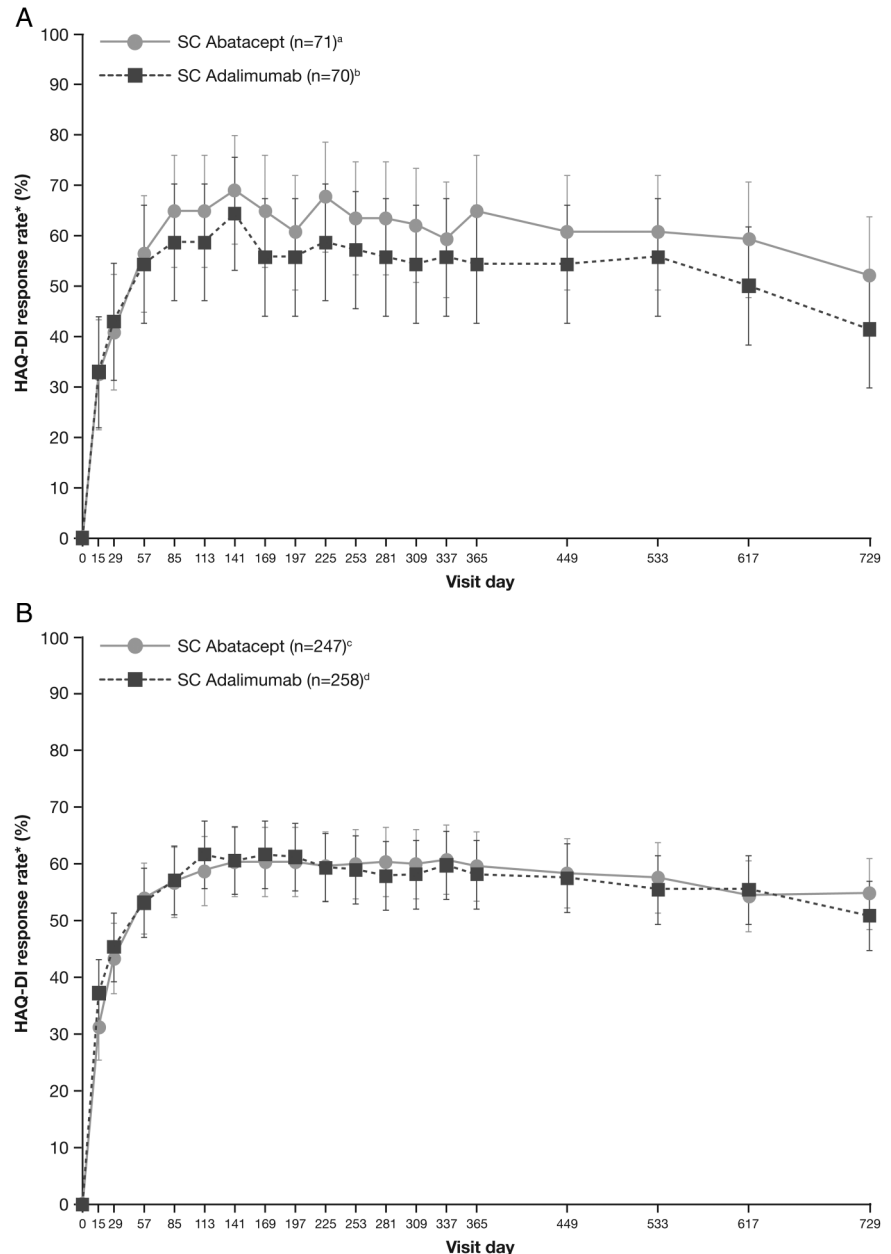 A
SC Abatacept (n=71)ᵃ
SC Adalimumab (n=70)ᵇ
HAQ-DI response rate* (%)
100
90
80
70
60
50
40
30
20
10
0
0 15 29 57 85 113 141 169 197 225 253 281 309 337 365 449 533 617 729
Visit day
B
SC Abatacept (n=247)ᶜ
SC Adalimumab (n=258)ᵈ
HAQ-DI response rate* (%)
100
90
80
70
60
50
40
30
20
10
0
0 15 29 57 85 113 141 169 197 225 253 281 309 337 365 449 533 617 729
Visit day